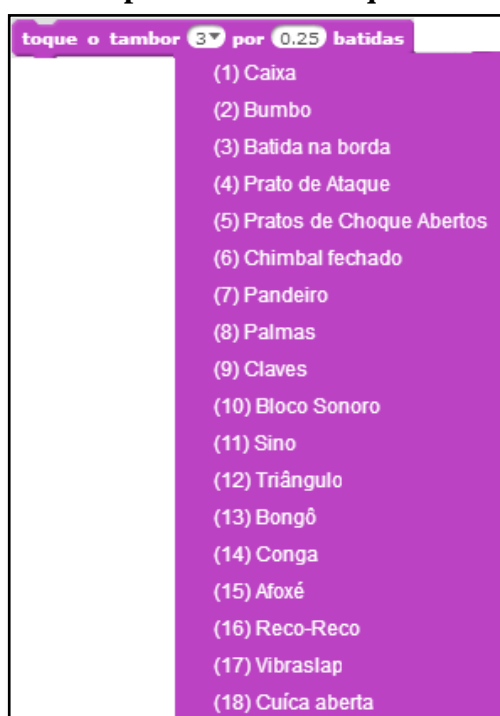 toque o tambor 3 por 0.25 batidas
(1) Caixa
(2) Bumbo
(3) Batida na borda
(4) Prato de Ataque
(5) Pratos de Choque Abertos
(6) Chimbal fechado
(7) Pandeiro
(8) Palmas
(9) Claves
(10) Bloco Sonoro
(11) Sino
(12) Triângulo
(13) Bongô
(14) Conga
(15) Afoxé
(16) Reco-Reco
(17) Vibraslap
(18) Cuíca aberta